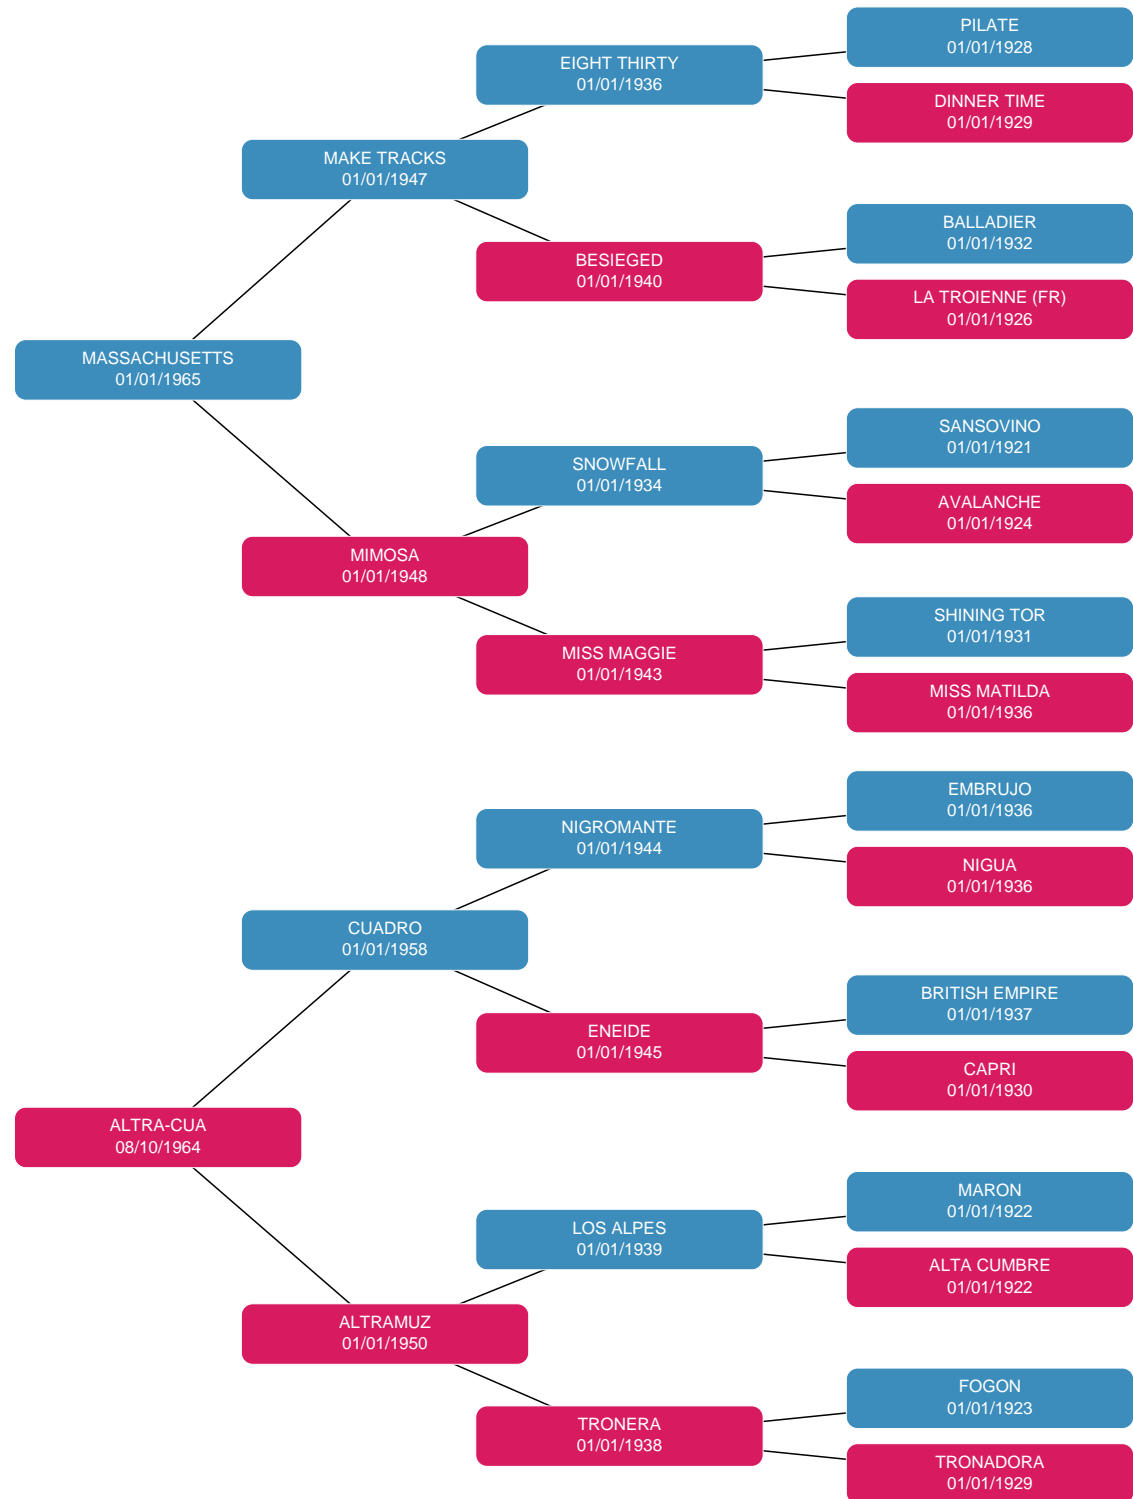 PILATE
01/01/1928
EIGHT THIRTY
01/01/1936
DINNER TIME
01/01/1929
MAKE TRACKS
01/01/1947
BALLADIER
01/01/1932
BESIEGED
01/01/1940
LA TROIENNE (FR)
01/01/1926
MASSACHUSETTS
01/01/1965
SANSOVINO
01/01/1921
SNOWFALL
01/01/1934
AVALANCHE
01/01/1924
MIMOSA
01/01/1948
SHINING TOR
01/01/1931
MISS MAGGIE
01/01/1943
MISS MATILDA
01/01/1936
EMBRUJO
01/01/1936
NIGROMANTE
01/01/1944
NIGUA
01/01/1936
CUADRO
01/01/1958
BRITISH EMPIRE
01/01/1937
ENEIDE
01/01/1945
CAPRI
01/01/1930
ALTRA-CUA
08/10/1964
MARON
01/01/1922
LOS ALPES
01/01/1939
ALTA CUMBRE
01/01/1922
ALTRAMUZ
01/01/1950
FOGON
01/01/1923
TRONERA
01/01/1938
TRONADORA
01/01/1929